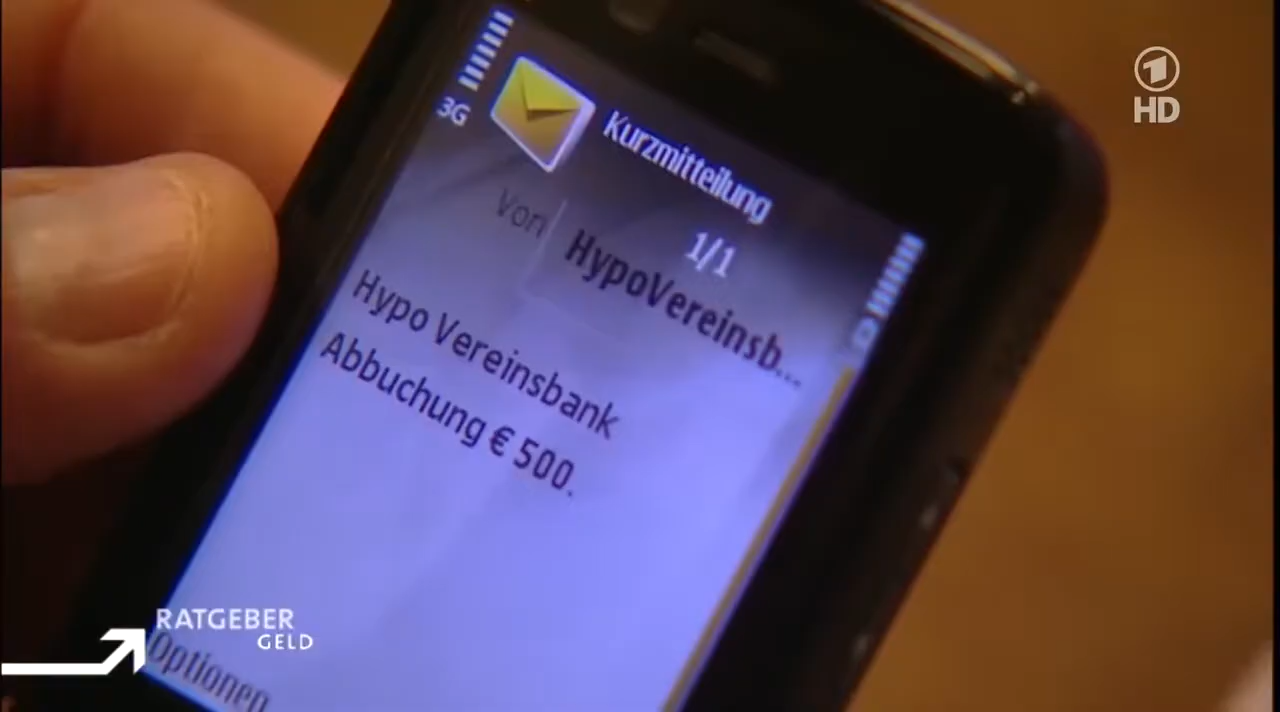 1
HD
3G
Kurzmitteilung
1/1
Von
HypoVereinsb...
Hypo Vereinsbank
Abbuchung € 500.
Optionen
RATGEBER
GELD